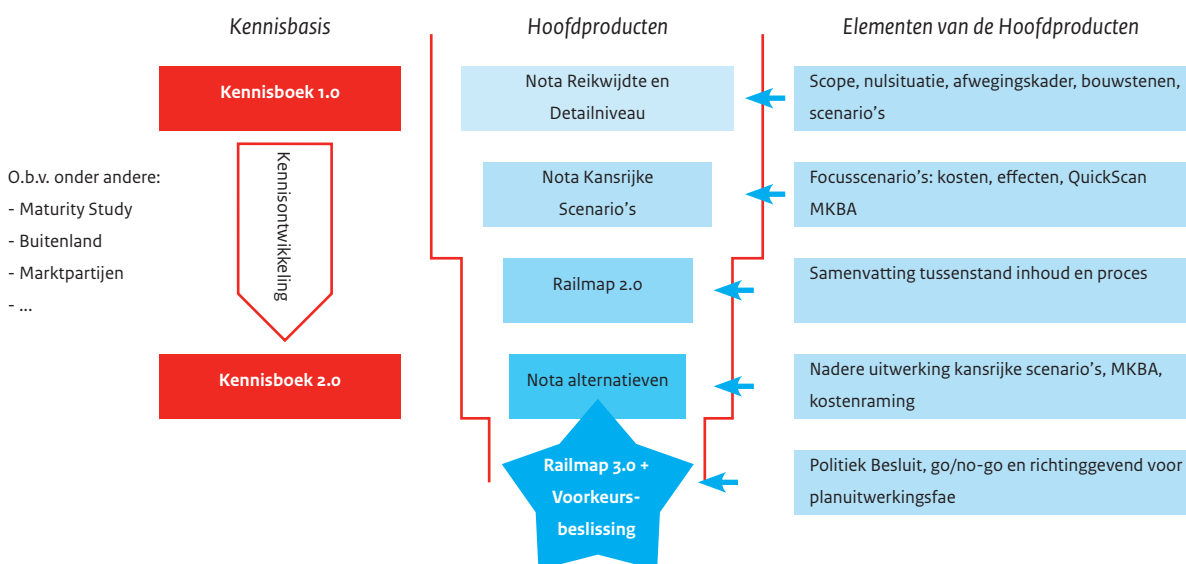 Kennisbasis
Hoofdproducten
Elementen van de Hoofdproducten
Kennisboek 1.0
Kennisontwikkeling
O.b.v. onder andere:
- Maturity Study
- Buitenland
- Marktpartijen
- ...
Kennisboek 2.0
Nota Reikwijdte en
Detailniveau
Nota Kansrijke
Scenario’s
Railmap 2.0
Nota alternatieven
Railmap 3.0 +
Voorkeurs-
beslissing
Scope, nulsituatie, afwegingskader, bouwstenen,
scenario’s
Focusscenario’s: kosten, effecten, QuickScan
MKBA
Samenvatting tussenstand inhoud en proces
Nadere uitwerking kansrijke scenario’s, MKBA,
kostenraming
Politiek Besluit, go/no-go en richtinggevend voor
planuitwerkingsfae